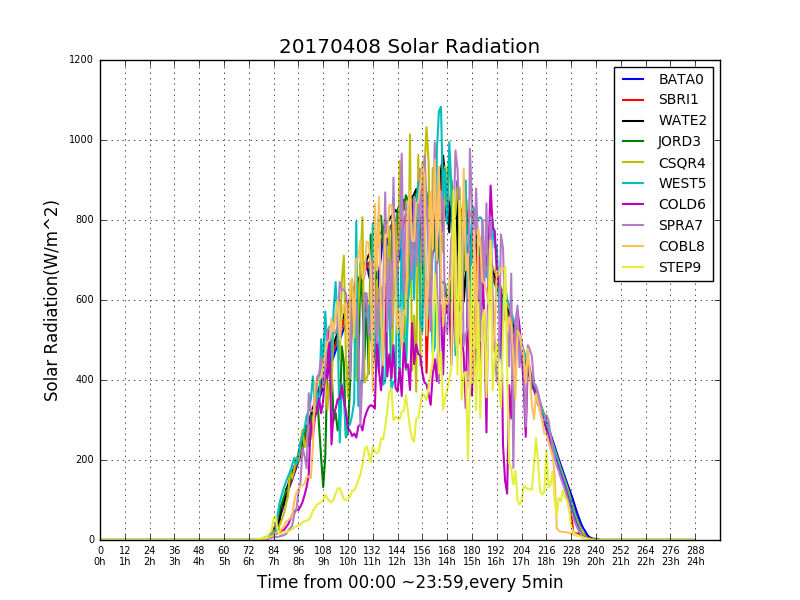 20170408 Solar Radiation
1200
1000
800
600
400
200
0
Solar Radiation(W/m^2)
BATA0
SBRI1
WATE2
JORD3
CSQR4
WEST5
COLD6
SPRA7
COBL8
STEP9
0 12 24 36 48 60 72 84 96 108 120 132 144 156 168 180 192 204 216 228 240 252 264 276 288
0h 1h 2h 3h 4h 5h 6h 7h 8h 9h 10h 11h 12h 13h 14h 15h 16h 17h 18h 19h 20h 21h 22h 23h 24h
Time from 00:00 ~23:59,every 5min